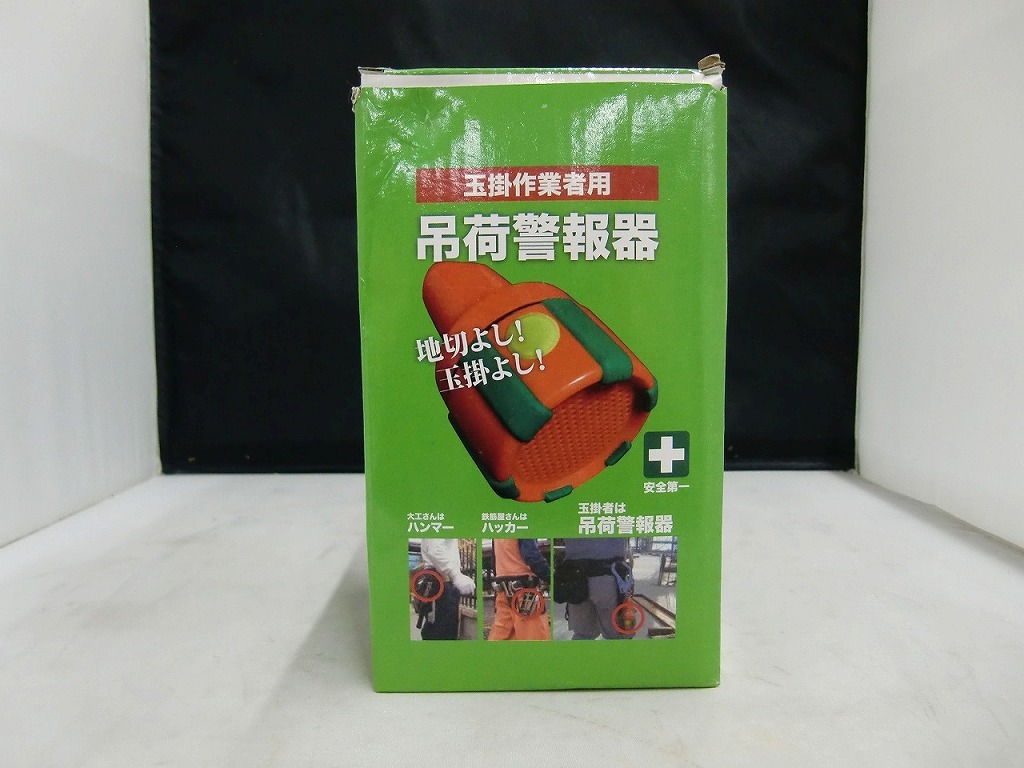 玉掛作業者用
吊荷警報器
地切よし!
玉掛よし!
安全第一
大工さんは
ハンマー
鉄筋屋さんは
ハッカー
玉掛者は
吊荷警報器